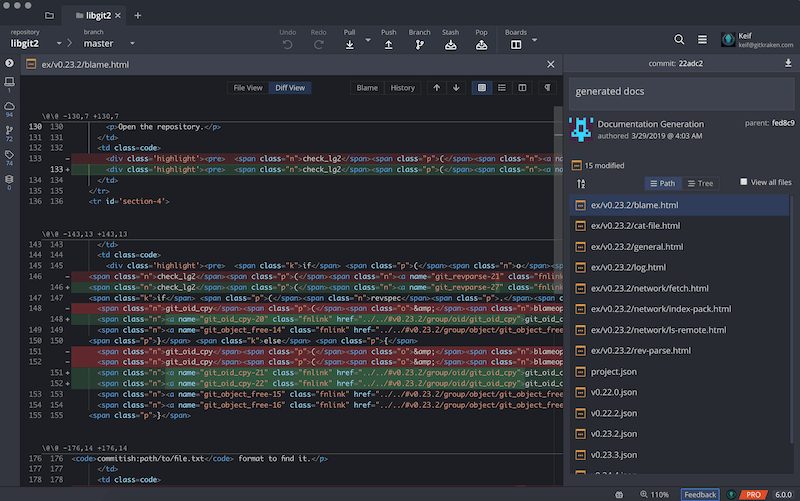 libgit2
repository
libgit2
branch
master
Undo
Redo
Pull
Push
Branch
Stash
Pop
Boards
Keif
keif@gitkraken.com
ex/v0.23.2/blame.html
File View
Diff View
Blame
History
commit: 22adc2
generated docs
Documentation Generation
authored 3/29/2019 @ 4:03 AM
parent: fed8c9
15 modified
Path
Tree
View all files
ex/v0.23.2/blame.html
ex/v0.23.2/cat-file.html
ex/v0.23.2/general.html
ex/v0.23.2/log.html
ex/v0.23.2/network/fetch.html
ex/v0.23.2/network/index-pack.html
ex/v0.23.2/network/ls-remote.html
ex/v0.23.2/rev-parse.html
project.json
v0.22.0.json
v0.22.2.json
v0.23.2.json
v0.23.3.json
1
94
72
74
0
\@\@ -130,7 +130,7
130 130 <p>Open the repository.</p>
131 131 </td>
132 132 <td class=code>
133 - <div class='highlight'><pre> <span class="n">check_lg2</span><span class="p">(</span><span class="n"><a n
133 + <div class='highlight'><pre> <span class="n">check_lg2</span><span class="p">(</span><span class="n"><a n
134 134 </td>
135 135 </tr>
136 136 <tr id='section-4'>
\@\@ -143,13 +143,13
143 143 </td>
144 144 <td class=code>
145 145 <div class='highlight'><pre> <span class="k">if</span> <span class="p">(</span><span class="n">o</span><
146 - <span class="n">check_lg2</span><span class="p">(</span><span class="n"><a name="git_revparse-21" class="fnlink
146 + <span class="n">check_lg2</span><span class="p">(</span><span class="n"><a name="git_revparse-27" class="fnlink
147 147 <span class="k">if</span> <span class="p">(</span><span class="n">revspec</span><span class="p">.</span><span cl
148 - <span class="n">git_oid_cpy</span><span class="p">(</span><span class="o">&amp;</span><span class="n">blameop
148 + <span class="n"><a name="git_oid_cpy-20" class="fnlink" href="../../#v0.23.2/group/oid/git_oid_cpy">git_oid_c
149 149 <span class="n"><a name="git_object_free-14" class="fnlink" href="../../#v0.23.2/group/object/git_object_free
150 150 <span class="p">}</span> <span class="k">else</span> <span class="p">{</span>
151 - <span class="n">git_oid_cpy</span><span class="p">(</span><span class="o">&amp;</span><span class="n">blameop
152 - <span class="n">git_oid_cpy</span><span class="p">(</span><span class="o">&amp;</span><span class="n">blameop
151 + <span class="n"><a name="git_oid_cpy-21" class="fnlink" href="../../#v0.23.2/group/oid/git_oid_cpy">git_oid_c
152 + <span class="n"><a name="git_oid_cpy-22" class="fnlink" href="../../#v0.23.2/group/oid/git_oid_cpy">git_oid_c
153 153 <span class="n"><a name="git_object_free-15" class="fnlink" href="../../#v0.23.2/group/object/git_object_free
154 154 <span class="n"><a name="git_object_free-16" class="fnlink" href="../../#v0.23.2/group/object/git_object_free
155 155 <span class="p">}</span>
\@\@ -176,14 +176,14
176 176 <code>commitish:path/to/file.txt</code> format to find it.</p>
177 177 </td>
178 178 <td class=code>
110%
Feedback
PRO
6.0.0